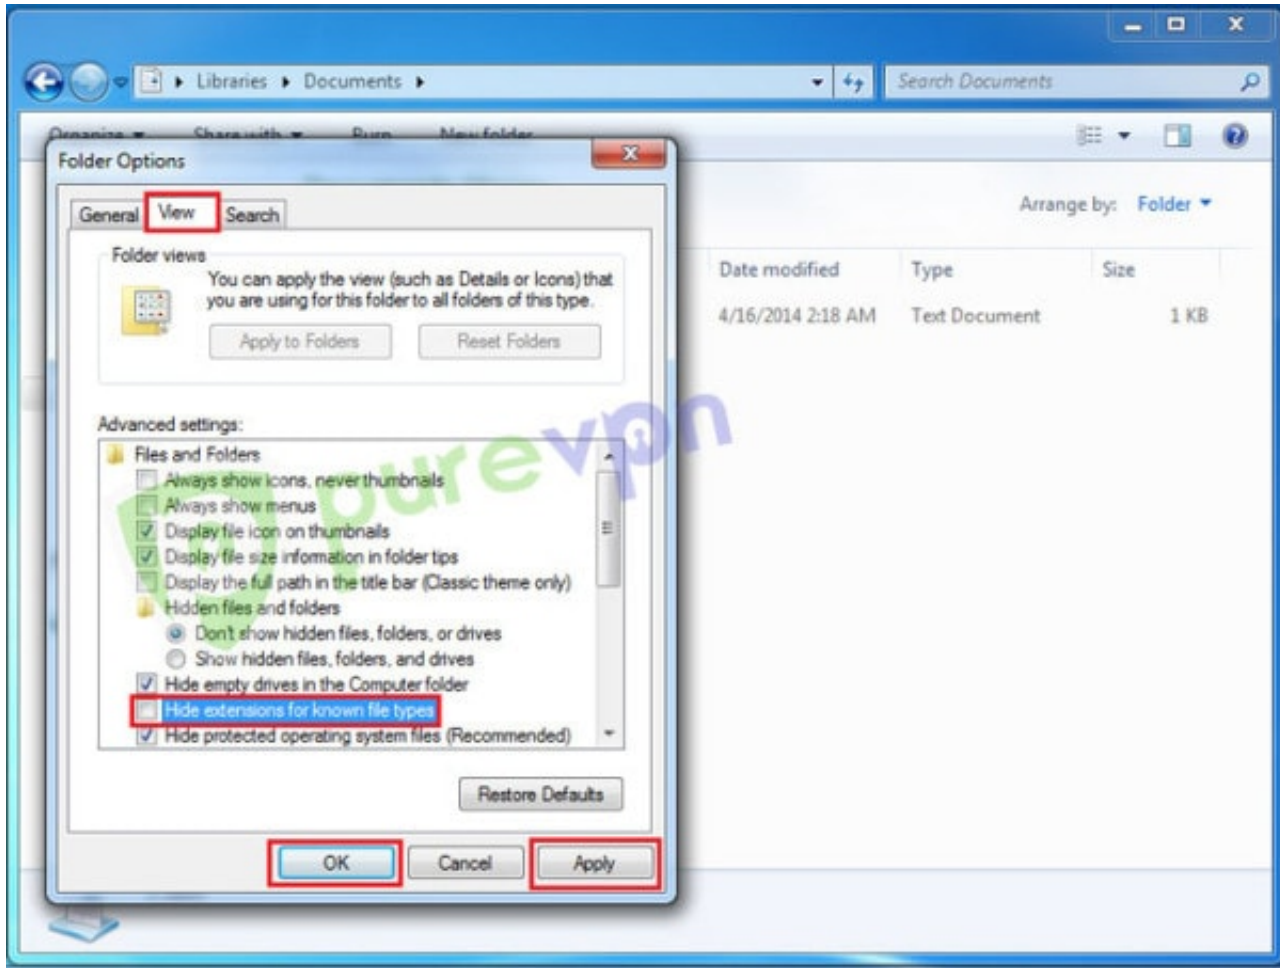 Libraries
Documents
Search Documents
Organize
Share with
Burn
New folder
Folder Options
General
View
Search
Arrange by: Folder
Folder views
You can apply the view (such as Details or Icons) that
you are using for this folder to all folders of this type.
Apply to Folders
Reset Folders
Date modified
Type
Size
4/16/2014 2:18 AM
Text Document
1 KB
Advanced settings:
Files and Folders
Always show icons, never thumbnails
Always show menus
Display file icon on thumbnails
Display file size information in folder tips
Display the full path in the title bar (Classic theme only)
Hidden files and folders
Don't show hidden files, folders, or drives
Show hidden files, folders, and drives
Hide empty drives in the Computer folder
Hide extensions for known file types
Hide protected operating system files (Recommended)
purevpn
Restore Defaults
OK
Cancel
Apply